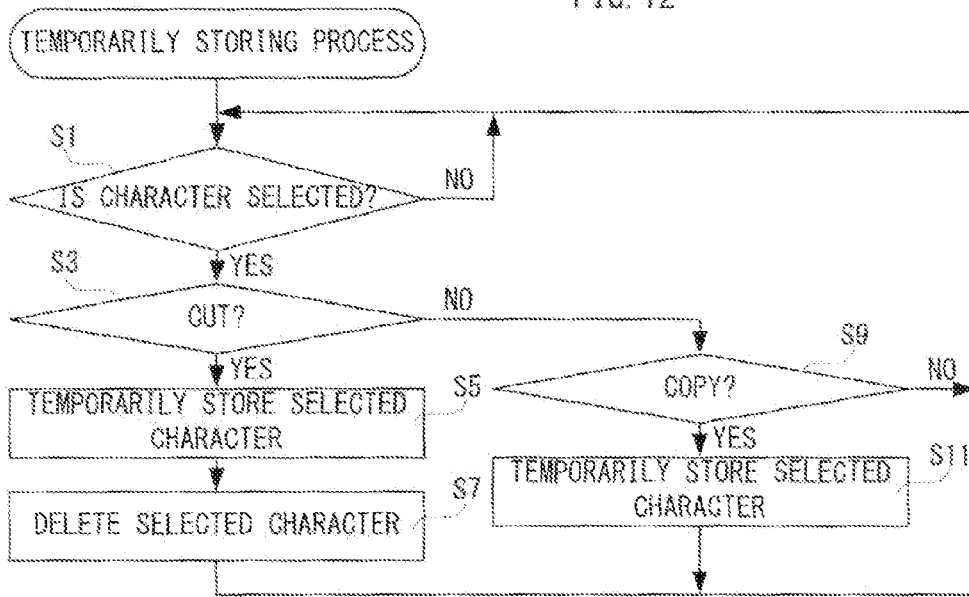 FIG. 12
TEMPORARILY STORING PROCESS
S1
IS CHARACTER SELECTED?
NO
YES
S3
CUT?
NO
YES
S5
TEMPORARILY STORE SELECTED
CHARACTER
S7
DELETE SELECTED CHARACTER
S9
COPY?
NO
YES
S11
TEMPORARILY STORE SELECTED
CHARACTER